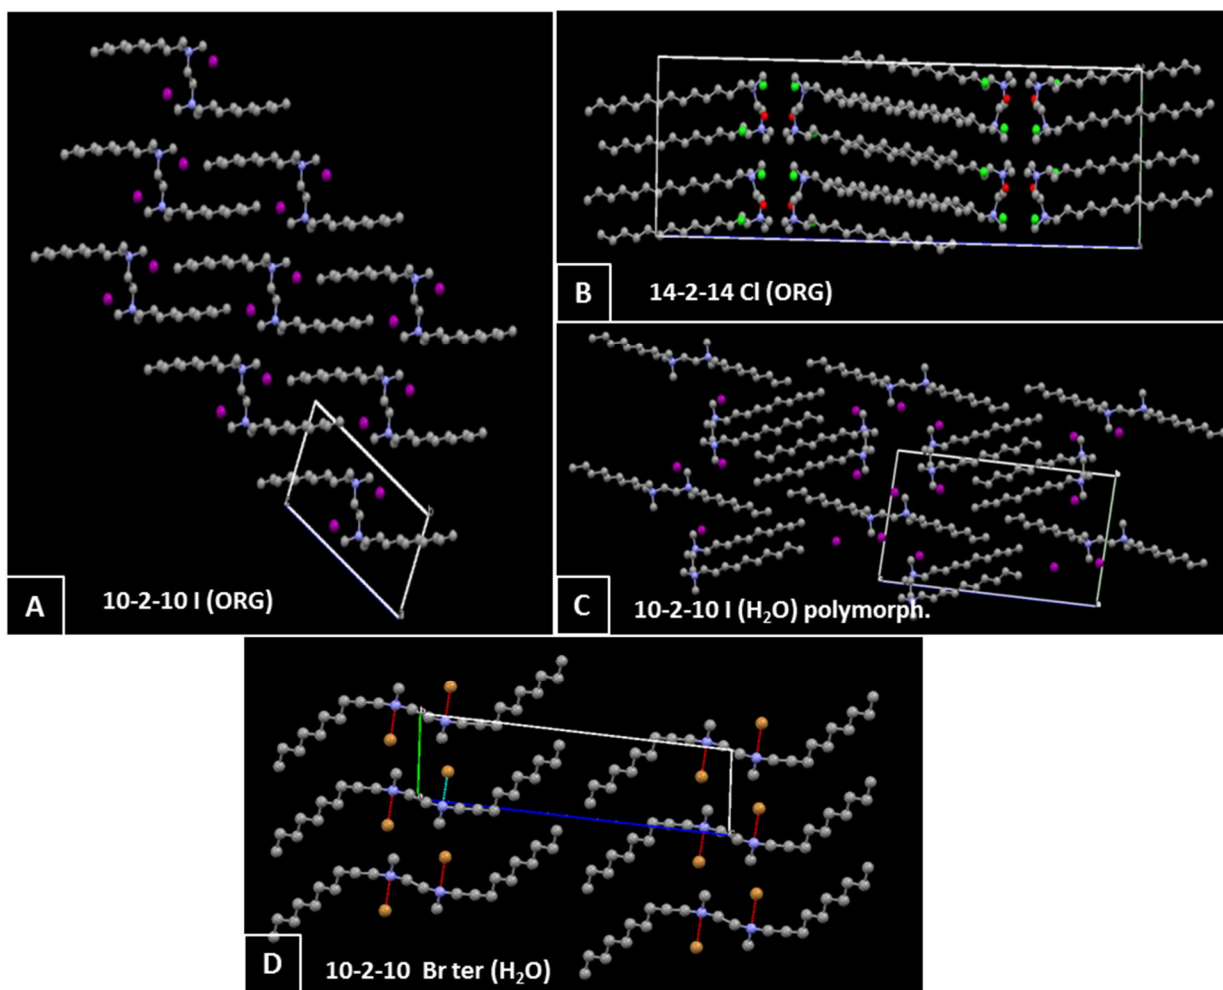 A
10-2-10 I (ORG)
B
14-2-14 Cl (ORG)
C
10-2-10 I (H₂O) polymorph.
D
10-2-10 Br ter (H₂O)